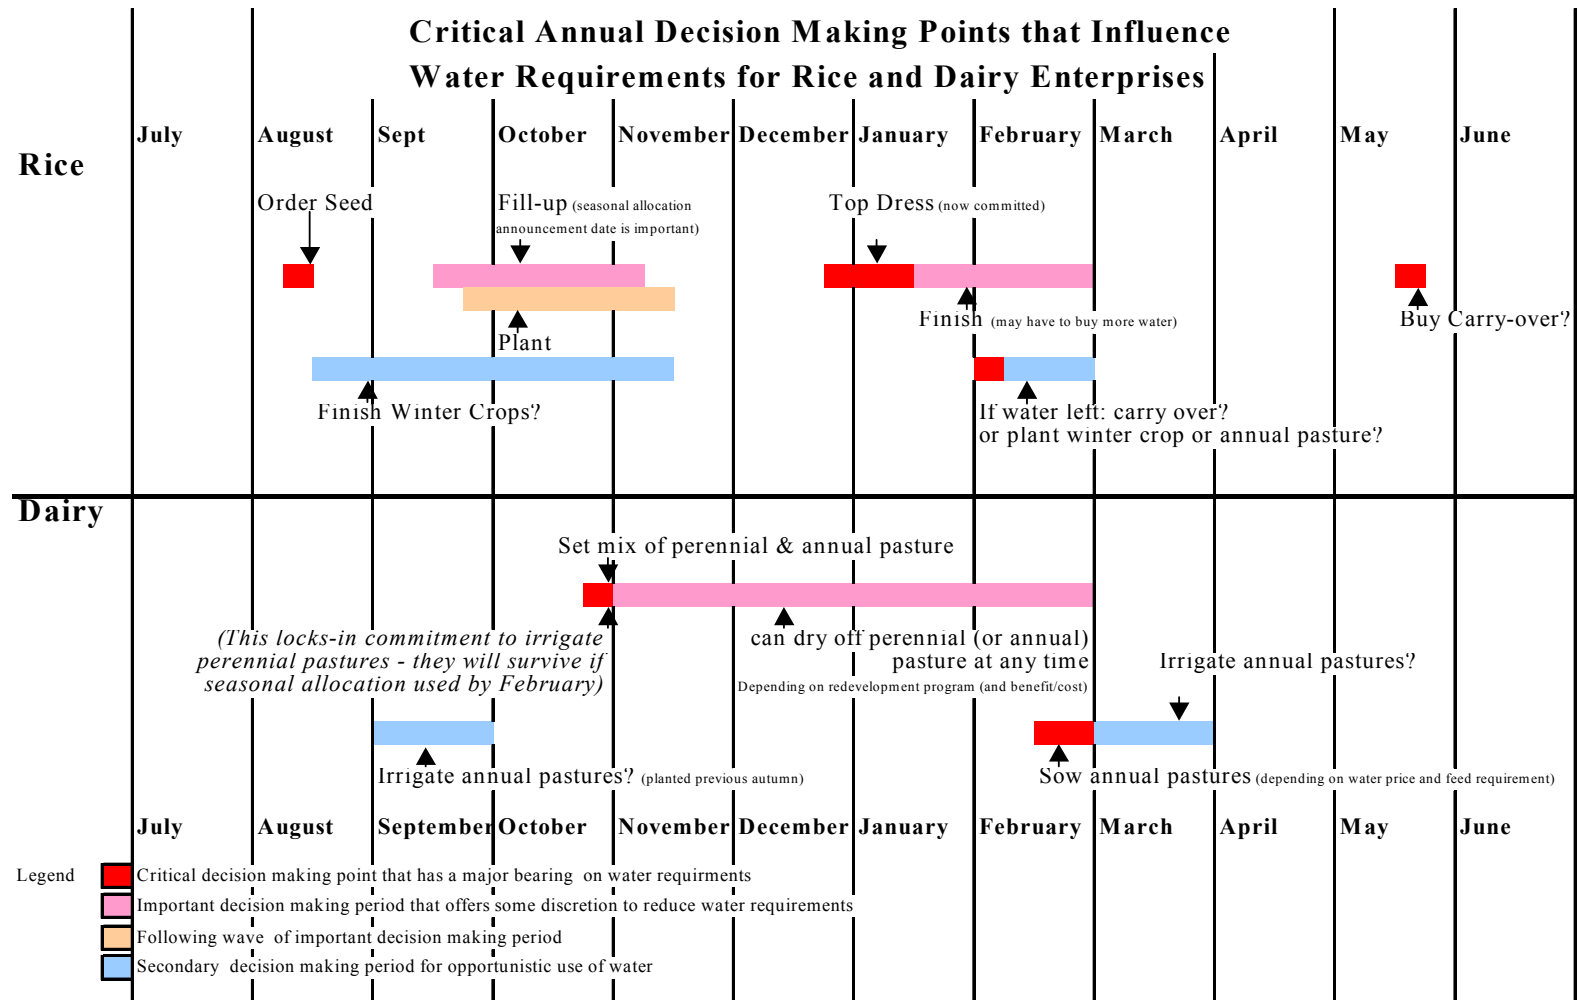 Critical Annual Decision Making Points that Influence
Water Requirements for Rice and Dairy Enterprises
July August Sept October November December January February March April May June
Rice
Order Seed
Fill-up (seasonal allocation
announcement date is important)
Top Dress (now committed)
Finish (may have to buy more water)
Buy Carry-over?
Plant
Finish Winter Crops?
If water left: carry over?
or plant winter crop or annual pasture?
Dairy
Set mix of perennial & annual pasture
(This locks-in commitment to irrigate
perennial pastures - they will survive if
seasonal allocation used by February)
can dry off perennial (or annual)
pasture at any time
Depending on redevelopment program (and benefit/cost)
Irrigate annual pastures?
Irrigate annual pastures? (planted previous autumn)
Sow annual pastures (depending on water price and feed requirement)
July August September October November December January February March April May June
Legend
Critical decision making point that has a major bearing on water requirments
Important decision making period that offers some discretion to reduce water requirements
Following wave of important decision making period
Secondary decision making period for opportunistic use of water